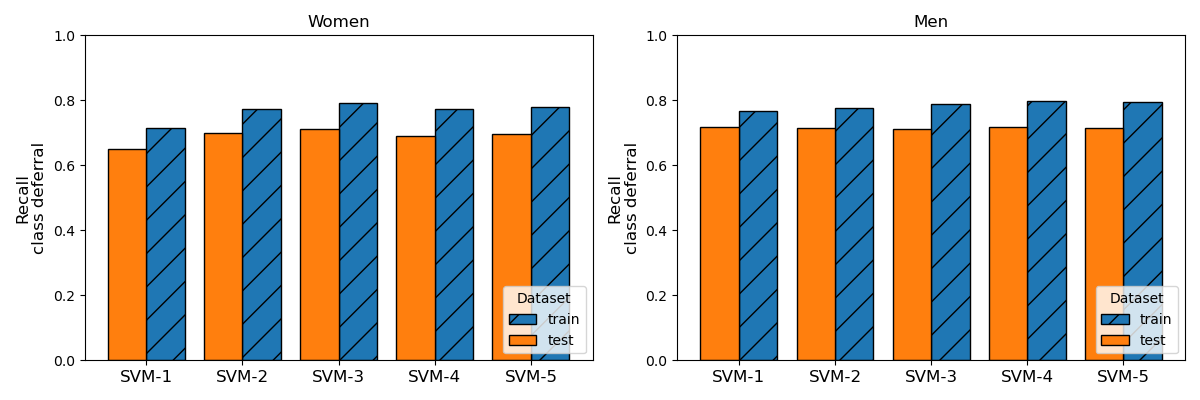 Women
1.0
0.8
0.6
0.4
0.2
0.0
Recall
class deferral
SVM-1 SVM-2 SVM-3 SVM-4 SVM-5
Dataset
train
test
Men
1.0
0.8
0.6
0.4
0.2
0.0
Recall
class deferral
SVM-1 SVM-2 SVM-3 SVM-4 SVM-5
Dataset
train
test